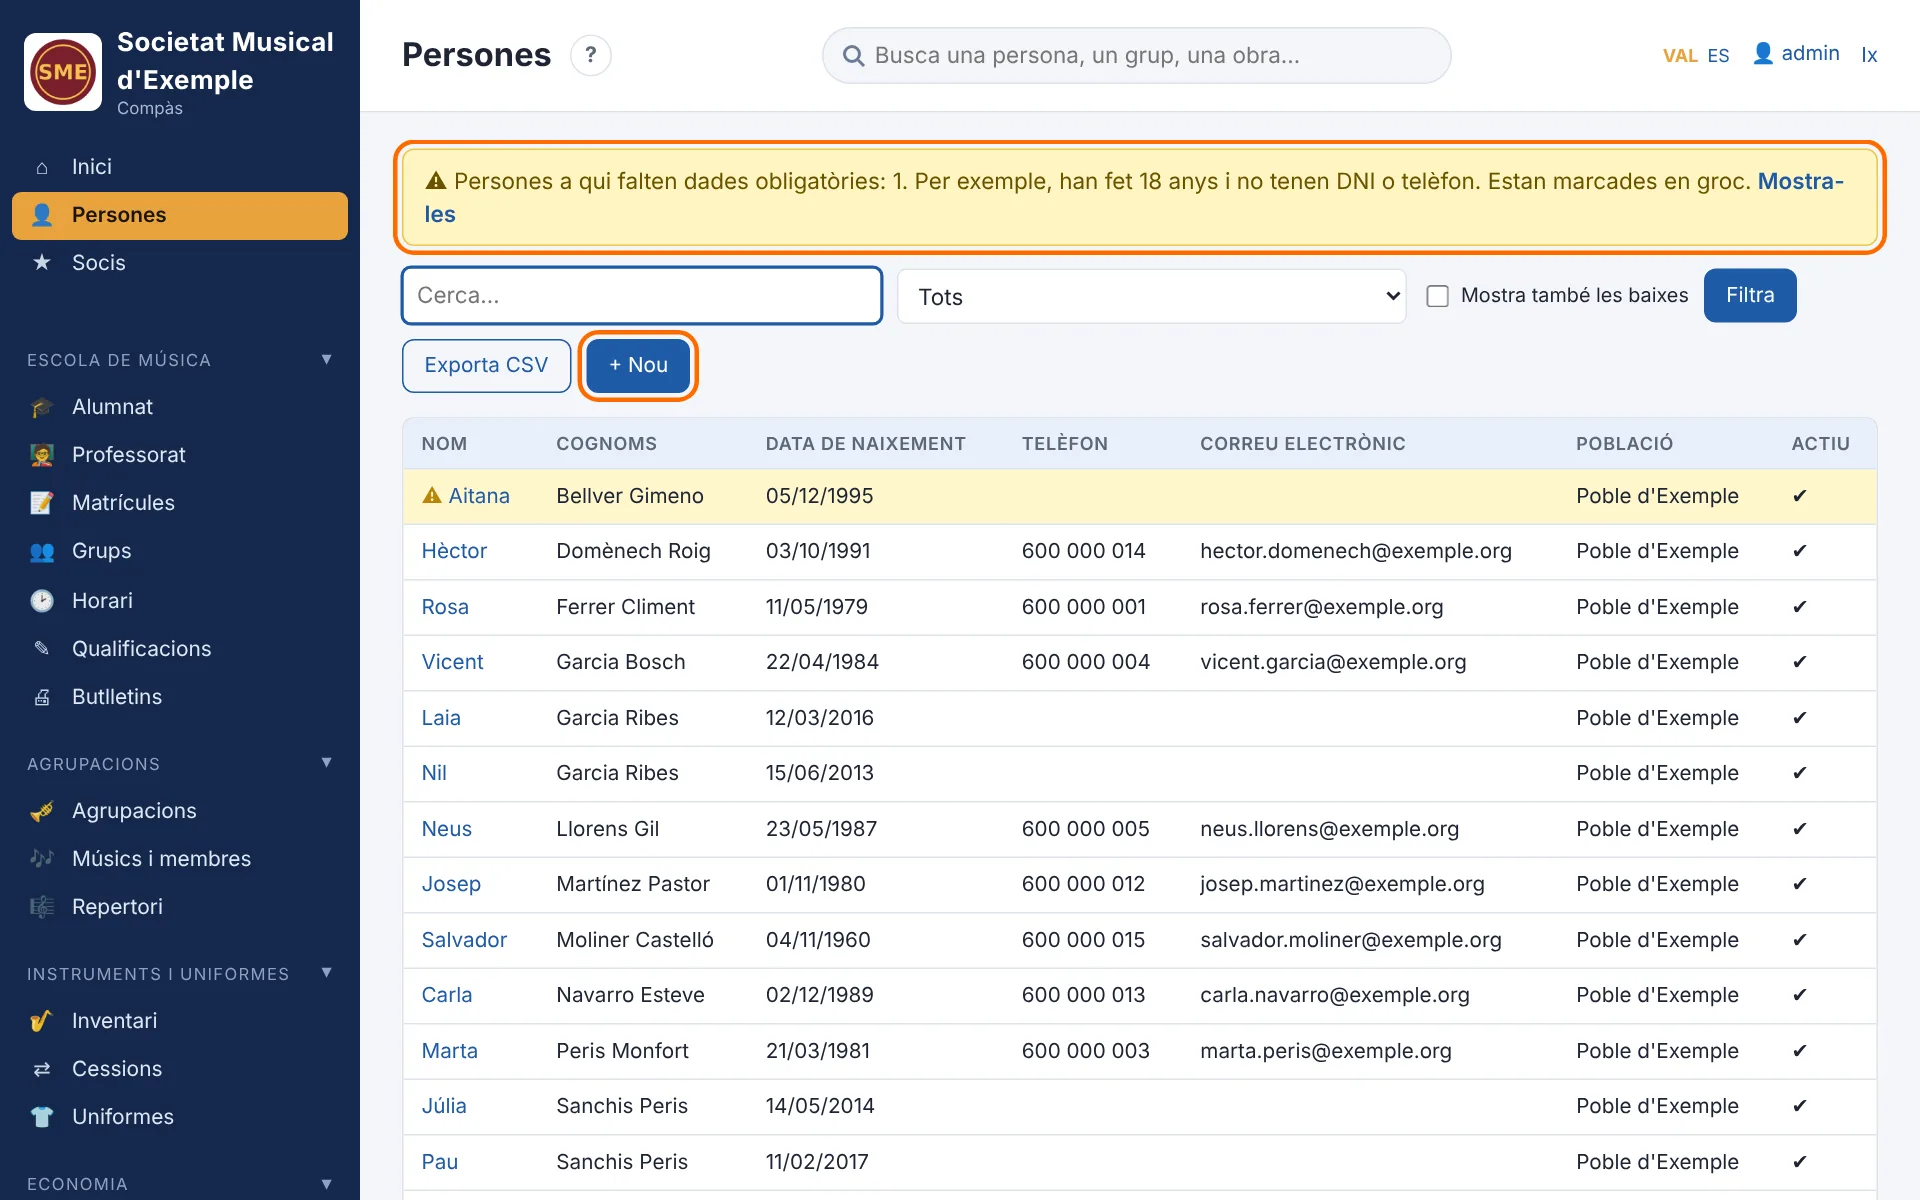 SME
Societat Musical
d'Exemple
Compàs
Inici
Persones
Socis
ESCOLA DE MÚSICA ▼
Alumnat
Professorat
Matrícules
Grups
Horari
Qualificacions
Butlletins
AGRUPACIONS ▼
Agrupacions
Músics i membres
Repertori
INSTRUMENTS I UNIFORMES ▼
Inventari
Cessions
Uniformes
ECONOMIA ▼
Persones ?
Busca una persona, un grup, una obra...
VAL ES admin Ix
⚠ Persones a qui falten dades obligatòries: 1. Per exemple, han fet 18 anys i no tenen DNI o telèfon. Estan marcades en groc. Mostra-
les
Cerca... Tots Mostra també les baixes Filtra
Exporta CSV + Nou
NOM COGNOMS DATA DE NAIXEMENT TELÈFON CORREU ELECTRÒNIC POBLACIÓ ACTIU
⚠ Aitana Bellver Gimeno 05/12/1995 Poble d'Exemple ✔
Hèctor Domènech Roig 03/10/1991 600 000 014 hector.domenech@exemple.org Poble d'Exemple ✔
Rosa Ferrer Climent 11/05/1979 600 000 001 rosa.ferrer@exemple.org Poble d'Exemple ✔
Vicent Garcia Bosch 22/04/1984 600 000 004 vicent.garcia@exemple.org Poble d'Exemple ✔
Laia Garcia Ribes 12/03/2016 Poble d'Exemple ✔
Nil Garcia Ribes 15/06/2013 Poble d'Exemple ✔
Neus Llorens Gil 23/05/1987 600 000 005 neus.llorens@exemple.org Poble d'Exemple ✔
Josep Martínez Pastor 01/11/1980 600 000 012 josep.martinez@exemple.org Poble d'Exemple ✔
Salvador Moliner Castelló 04/11/1960 600 000 015 salvador.moliner@exemple.org Poble d'Exemple ✔
Carla Navarro Esteve 02/12/1989 600 000 013 carla.navarro@exemple.org Poble d'Exemple ✔
Marta Peris Monfort 21/03/1981 600 000 003 marta.peris@exemple.org Poble d'Exemple ✔
Júlia Sanchis Peris 14/05/2014 Poble d'Exemple ✔
Pau Sanchis Peris 11/02/2017 Poble d'Exemple ✔